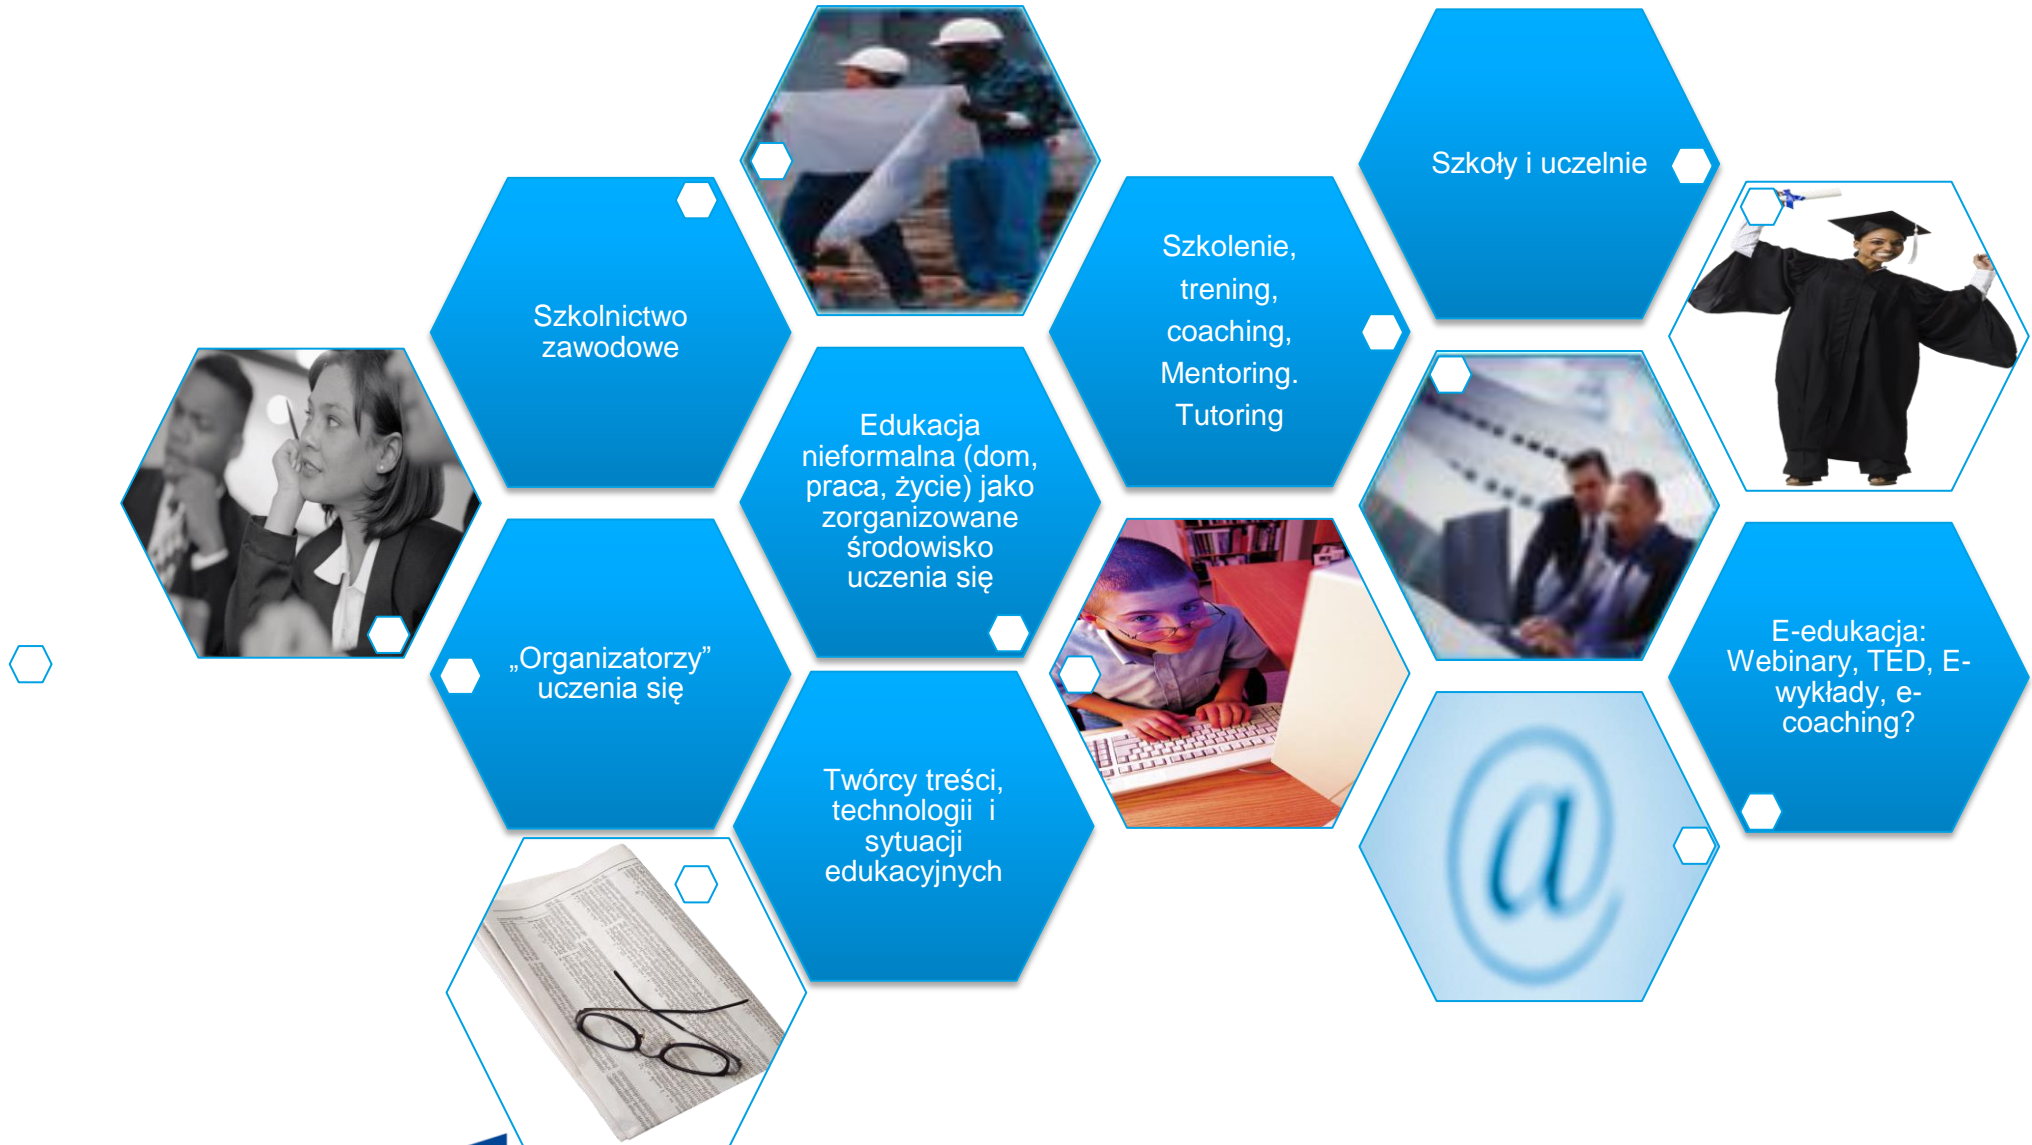 Szkoły i uczelnie
Szkolenie,
trening,
coaching,
Mentoring.
Tutoring
Szkolnictwo
zawodowe
Edukacja
nieformalna (dom,
praca, życie) jako
zorganizowane
środowisko
uczenia się
„Organizatorzy”
uczenia się
E-edukacja:
Webinary, TED, E-
wykłady, e-
coaching?
Twórcy treści,
technologii  i
sytuacji
edukacyjnych
@